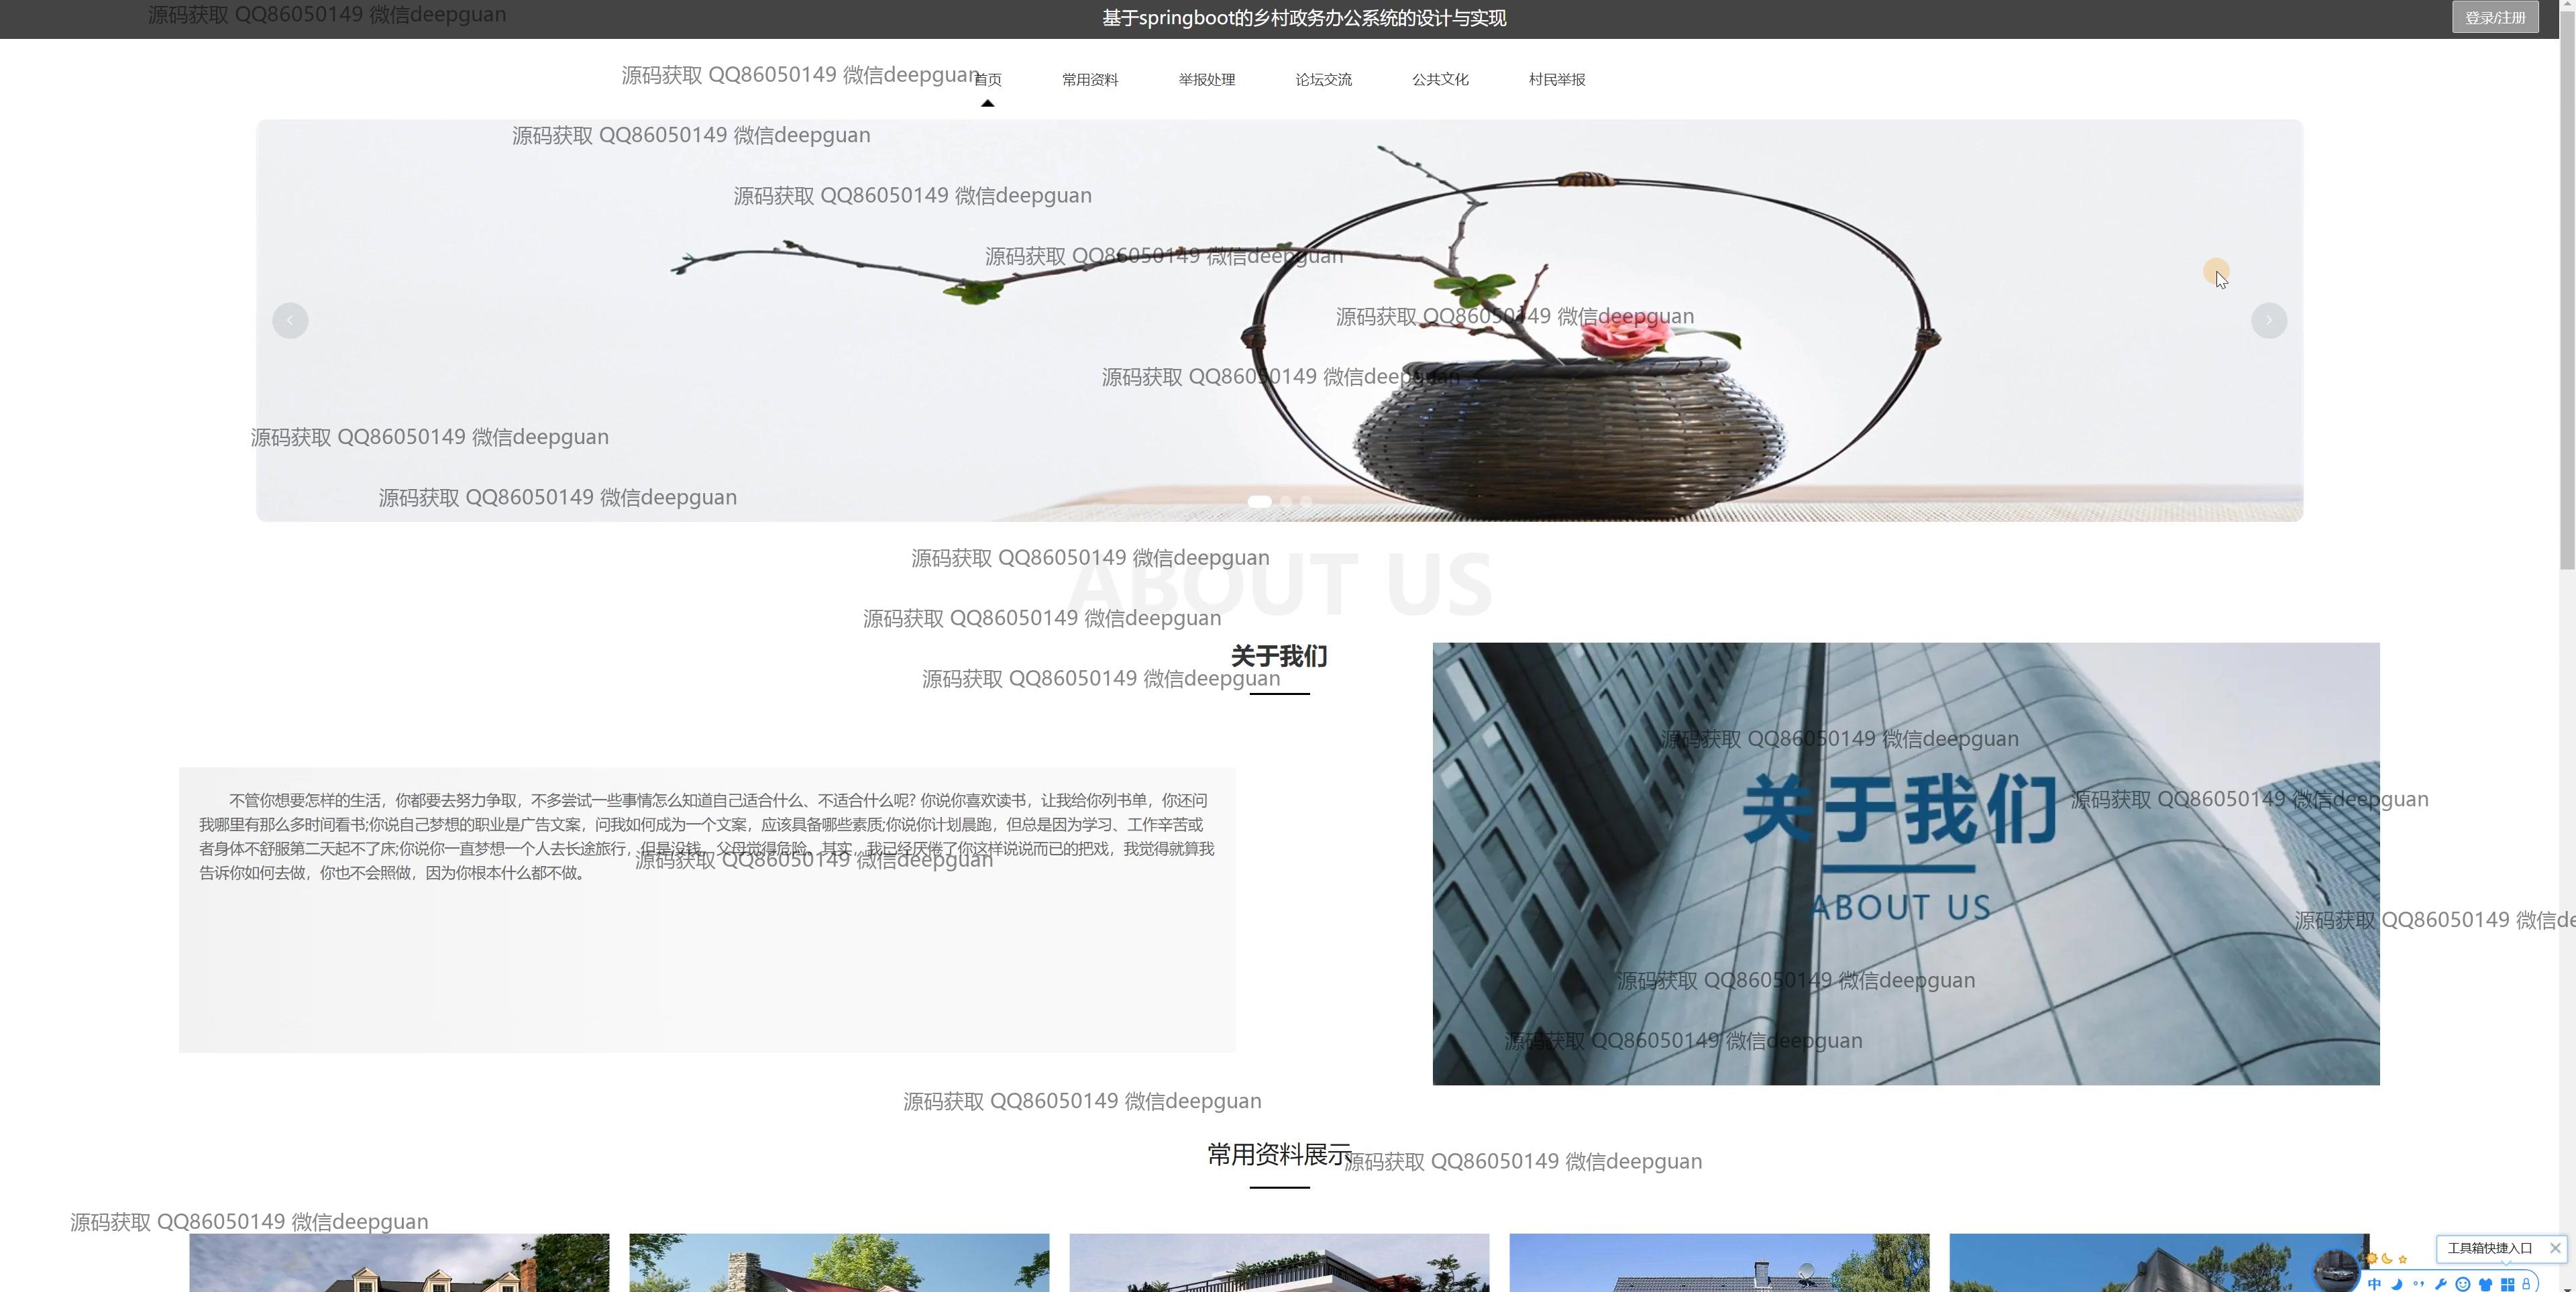 源码获取 QQ86050149 微信deepguan
基于springboot的乡村政务办公系统的设计与实现
登录/注册
源码获取 QQ86050149 微信deepguan
首页
常用资料
举报处理
论坛交流
公共文化
村民举报
源码获取 QQ86050149 微信deepguan
源码获取 QQ86050149 微信deepguan
源码获取 QQ86050149 微信deepguan
源码获取 QQ86050149 微信deepguan
源码获取 QQ86050149 微信deepguan
源码获取 QQ86050149 微信deepguan
源码获取 QQ86050149 微信deepguan
源码获取 QQ86050149 微信deepguan
ABOUT US
源码获取 QQ86050149 微信deepguan
关于我们
源码获取 QQ86050149 微信deepguan
源码获取 QQ86050149 微信deepguan
不管你想要怎样的生活，你都要去努力争取，不多尝试一些事情怎么知道自己适合什么、不适合什么呢? 你说你喜欢读书，让我给你列书单，你还问
我哪里有那么多时间看书;你说自己梦想的职业是广告文案，问我如何成为一个文案，应该具备哪些素质;你说你计划晨跑，但总是因为学习、工作辛苦或
者身体不舒服第二天起不了床;你说你一直梦想一个人去长途旅行，但是没钱，父母觉得危险。其实，我已经厌倦了你这样说说而已的把戏，我觉得就算我
告诉你如何去做，你也不会照做，因为你根本什么都不做。
源码获取 QQ86050149 微信deepguan
关于我们
源码获取 QQ86050149 微信deepguan
ABOUT US
源码获取 QQ86050149 微信de
源码获取 QQ86050149 微信deepguan
源码获取 QQ86050149 微信deepguan
源码获取 QQ86050149 微信deepguan
常用资料展示
源码获取 QQ86050149 微信deepguan
源码获取 QQ86050149 微信deepguan
工具箱快捷入口
中